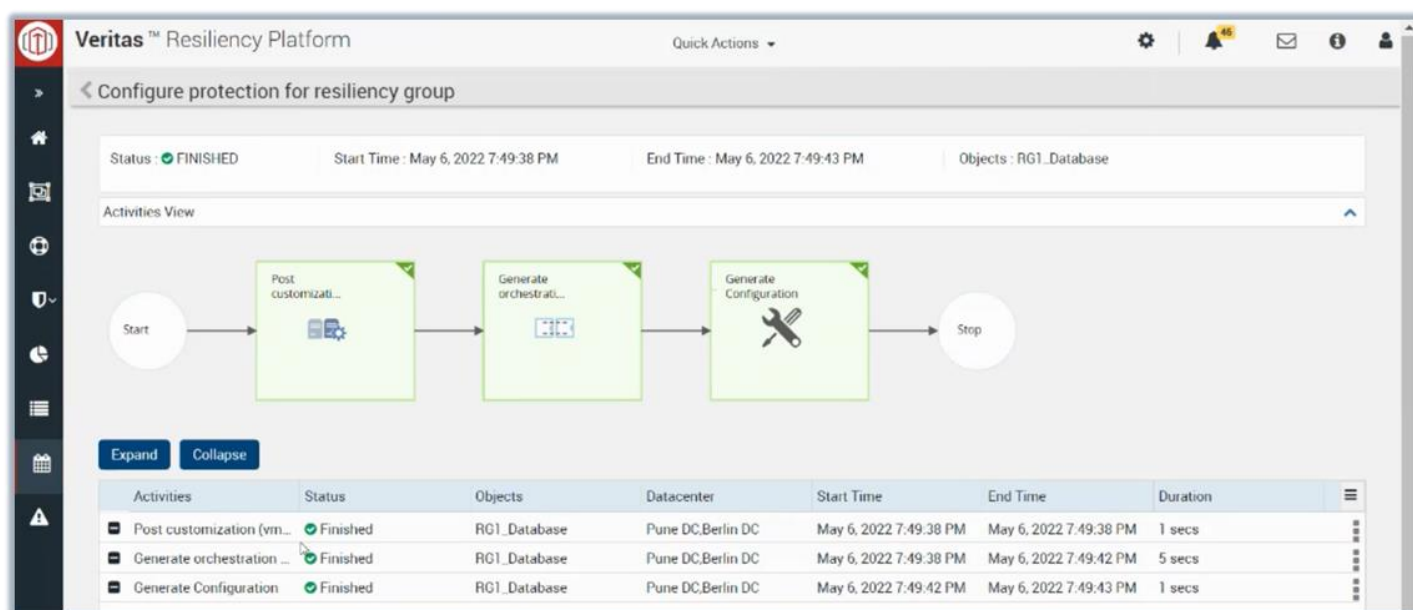 Veritas ™ Resiliency Platform
Quick Actions
46
Configure protection for resiliency group
Status : FINISHED
Start Time : May 6, 2022 7:49:38 PM
End Time : May 6, 2022 7:49:43 PM
Objects : RG1_Database
Activities View
Start
Post
customizati...
Generate
orchestrati...
Generate
Configuration
Stop
Expand
Collapse
Activities Status Objects Datacenter Start Time End Time Duration
Post customization (vm... Finished RG1_Database Pune DC,Berlin DC May 6, 2022 7:49:38 PM May 6, 2022 7:49:38 PM 1 secs
Generate orchestration ... Finished RG1_Database Pune DC,Berlin DC May 6, 2022 7:49:38 PM May 6, 2022 7:49:42 PM 5 secs
Generate Configuration Finished RG1_Database Pune DC,Berlin DC May 6, 2022 7:49:42 PM May 6, 2022 7:49:43 PM 1 secs